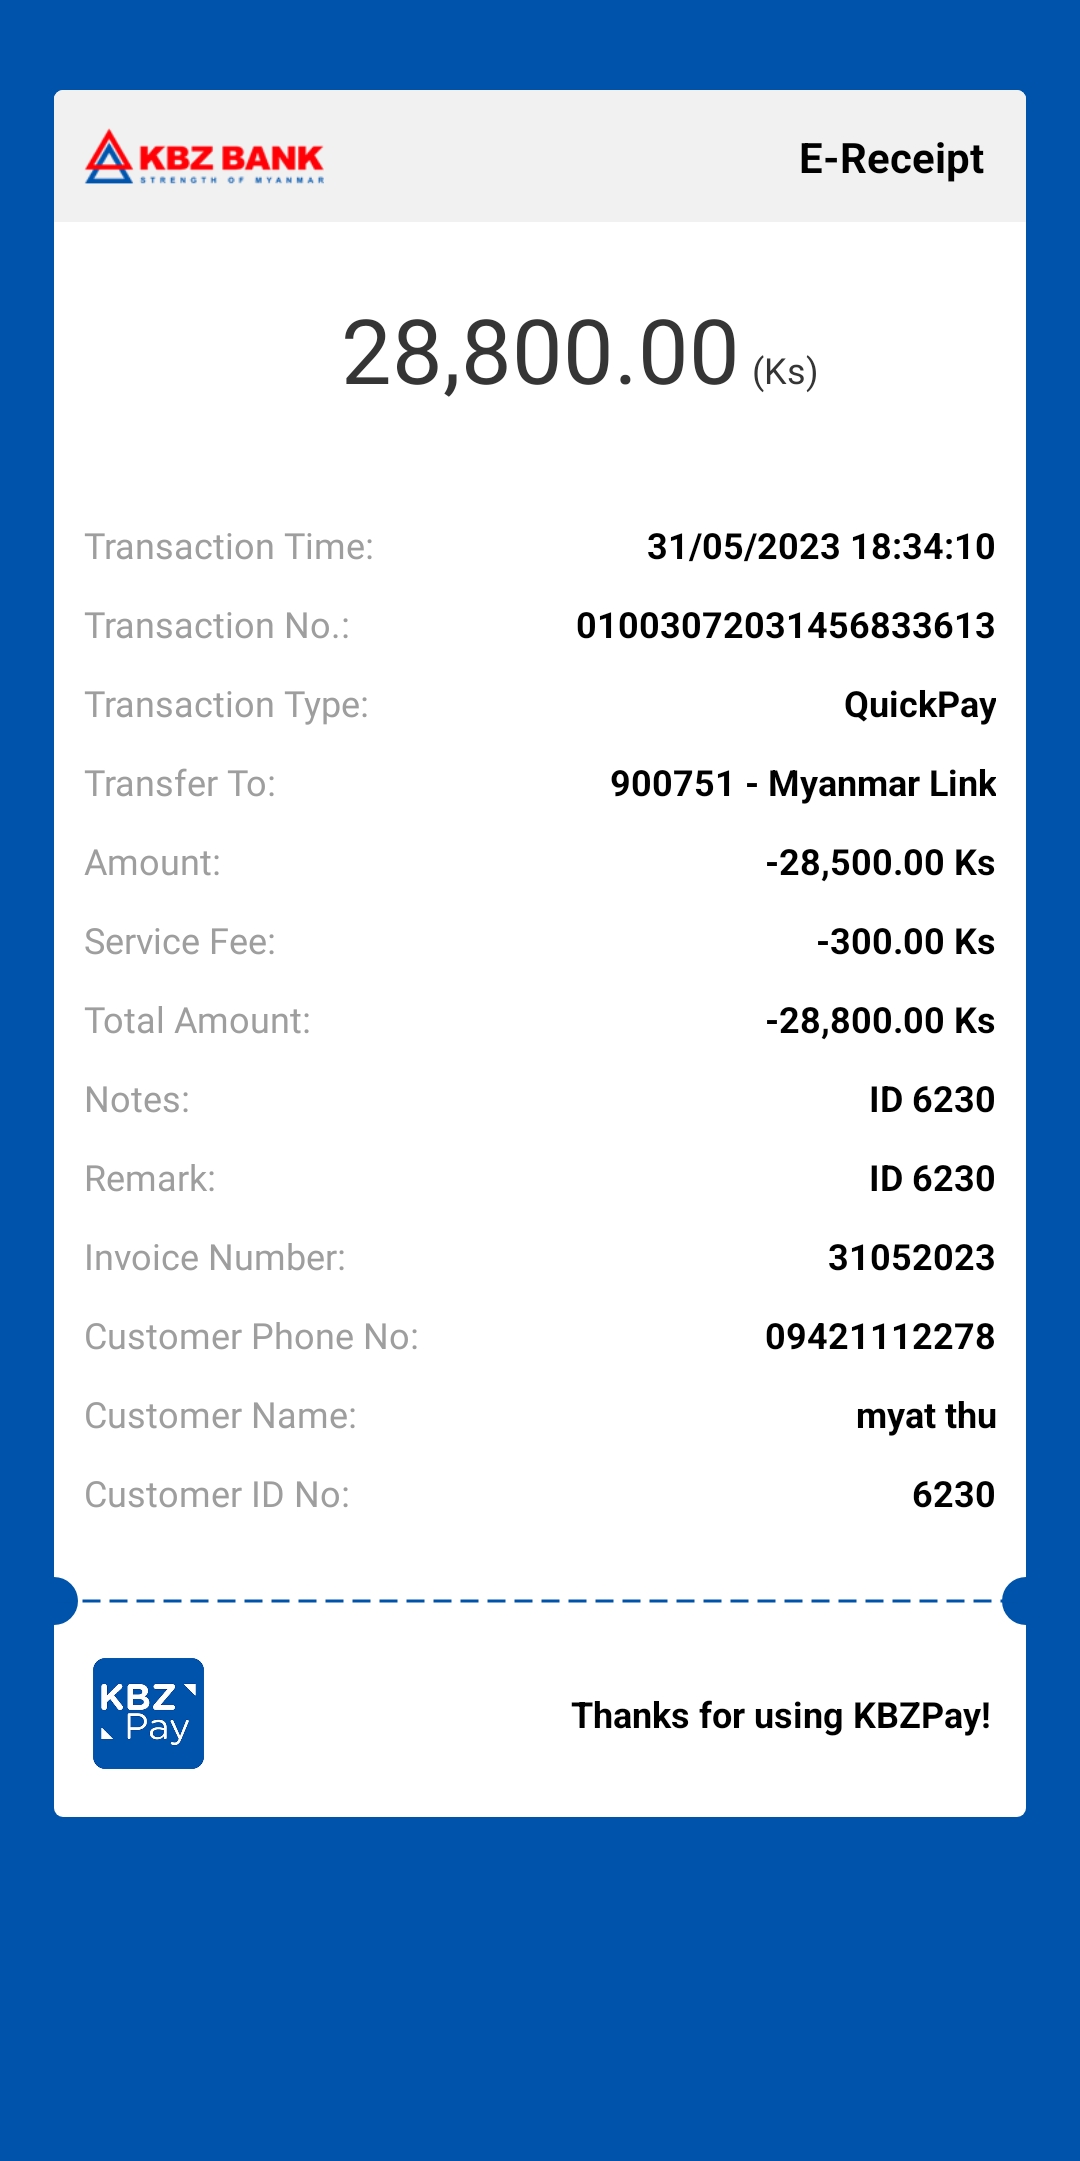 KBZ BANK
STRENGTH OF MYANMAR
E-Receipt
28,800.00 (Ks)
Transaction Time: 31/05/2023 18:34:10
Transaction No.: 01003072031456833613
Transaction Type: QuickPay
Transfer To: 900751 - Myanmar Link
Amount: -28,500.00 Ks
Service Fee: -300.00 Ks
Total Amount: -28,800.00 Ks
Notes: ID 6230
Remark: ID 6230
Invoice Number: 31052023
Customer Phone No: 09421112278
Customer Name: myat thu
Customer ID No: 6230
KBZ
Pay
Thanks for using KBZPay!